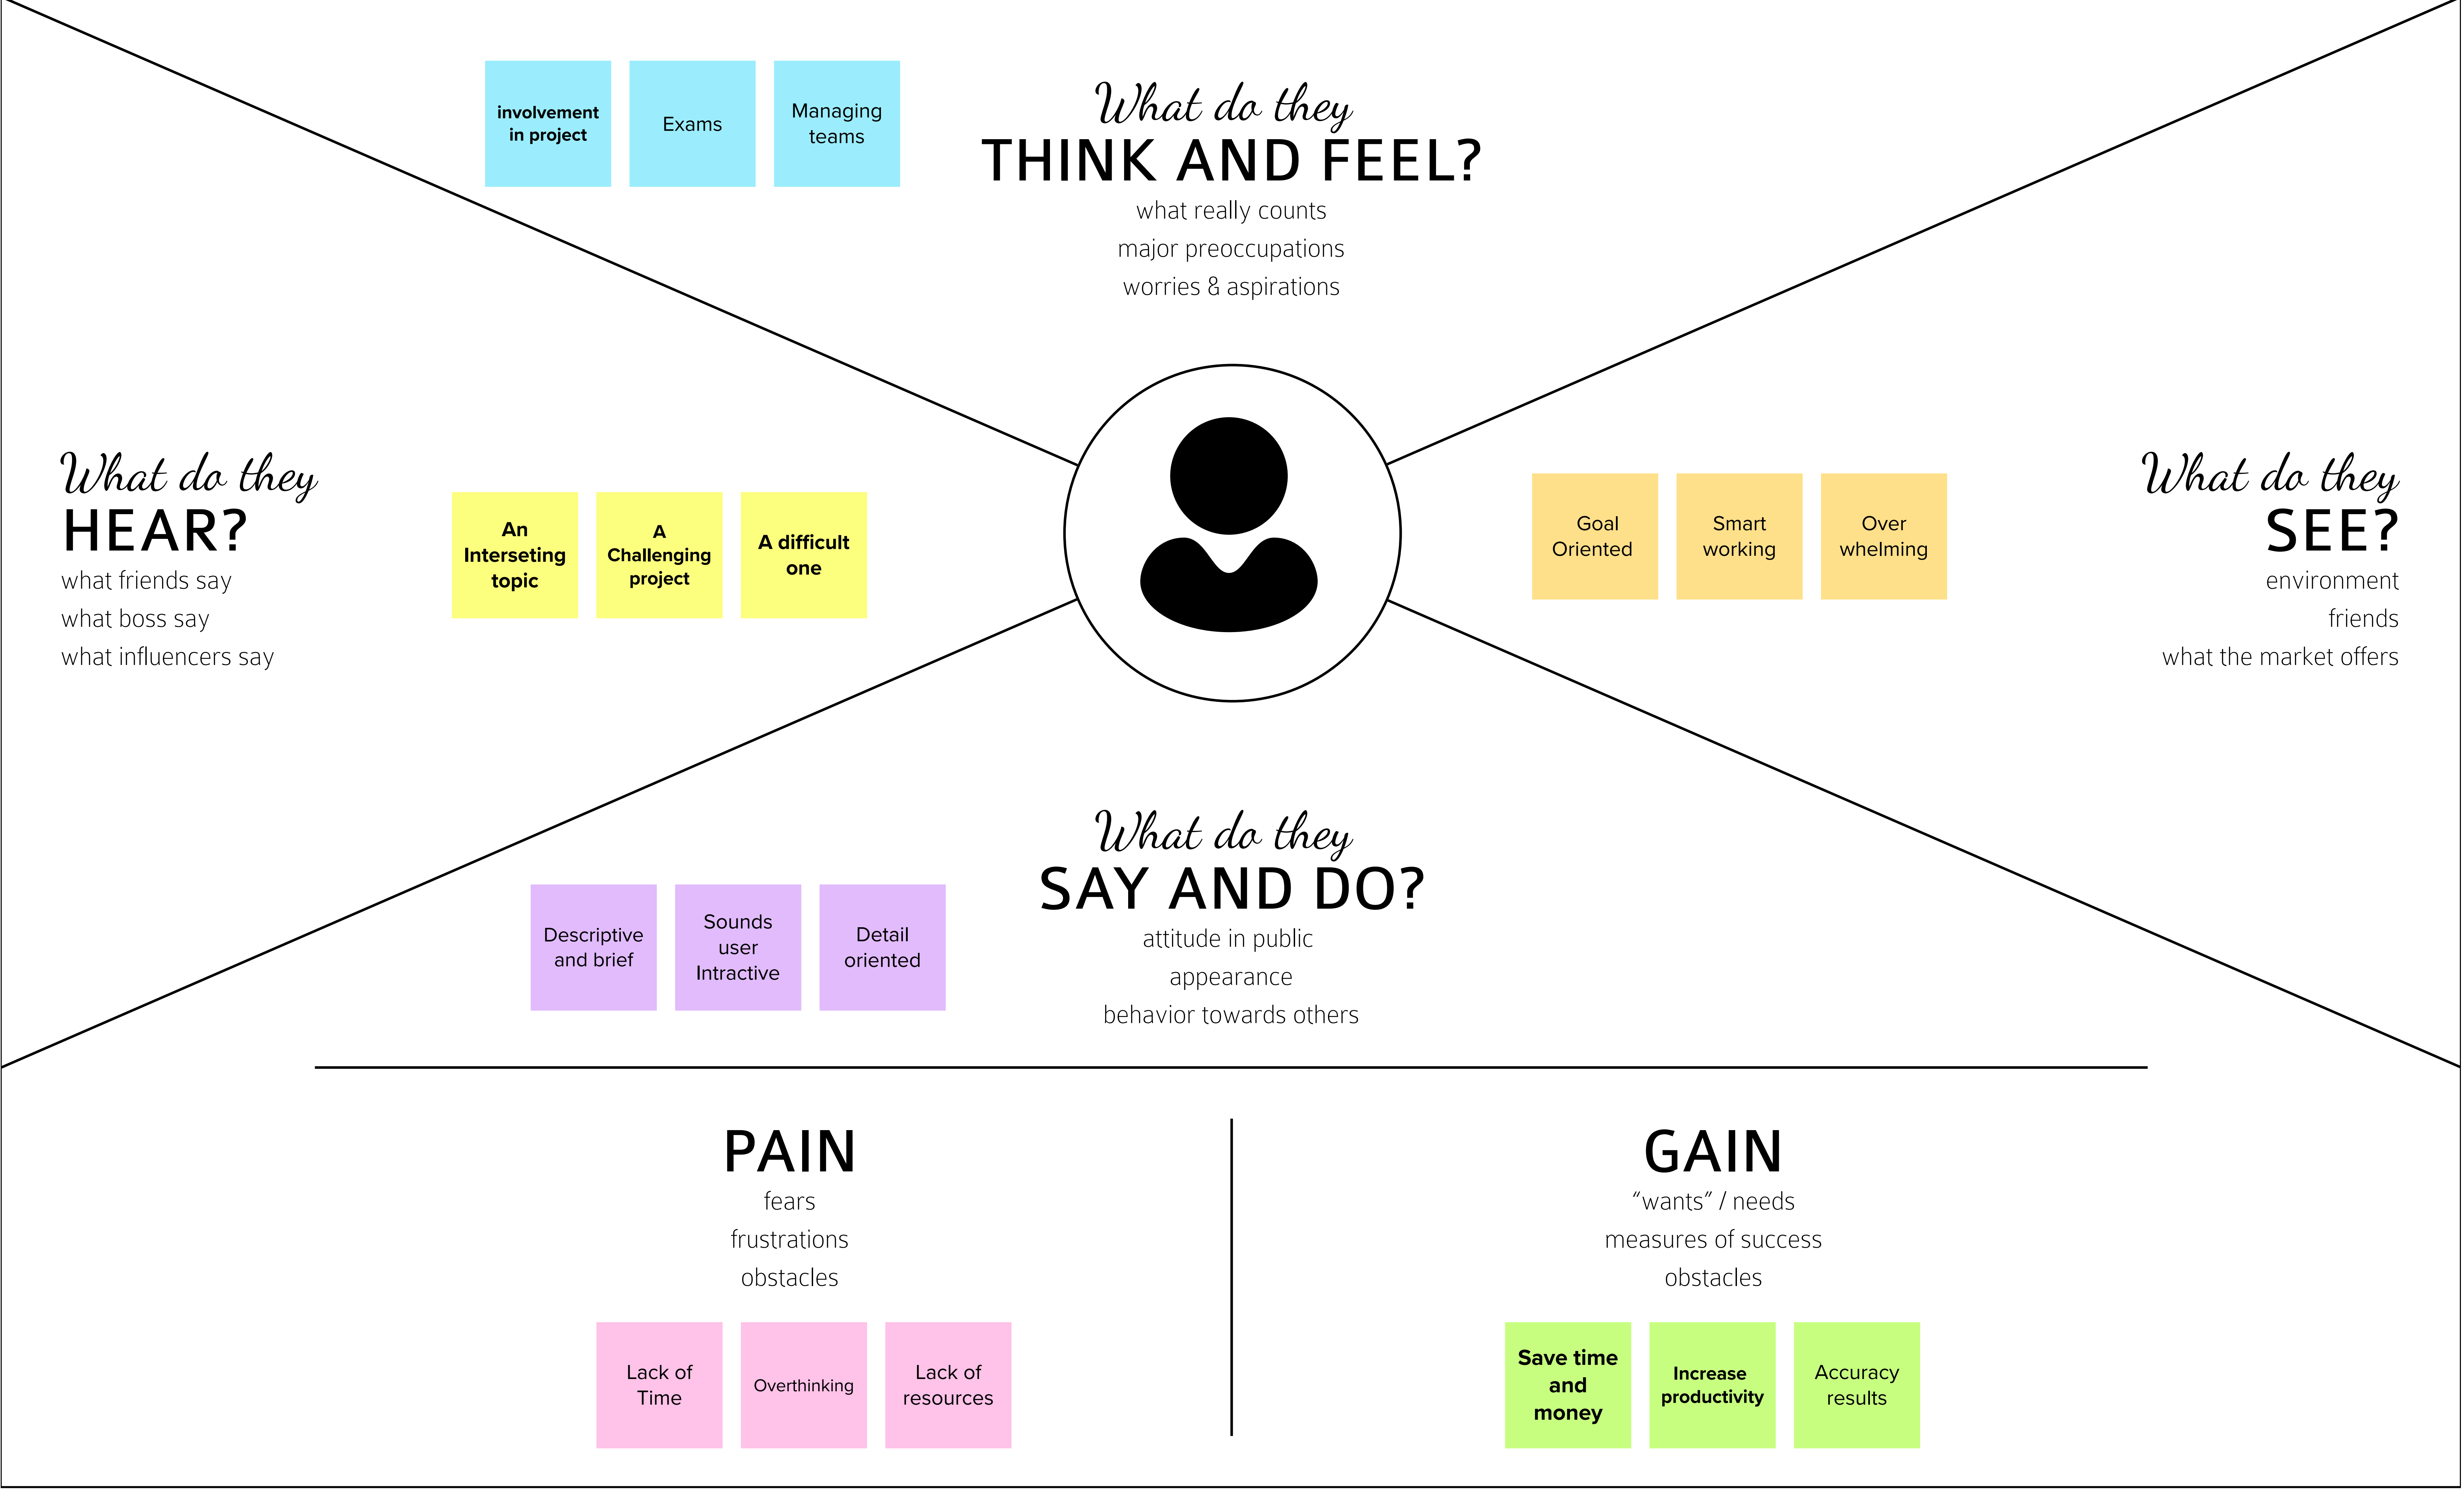 involvement
in project
Exams
Managing
teams
What do they
THINK AND FEEL?
what really counts
major preoccupations
worries & aspirations
What do they
HEAR?
what friends say
what boss say
what influencers say
An
Interseting
topic
A
Challenging
project
A difficult
one
Goal
Oriented
Smart
working
Over
whelming
What do they
SEE?
environment
friends
what the market offers
What do they
SAY AND DO?
attitude in public
appearance
behavior towards others
Descriptive
and brief
Sounds
user
Intractive
Detail
oriented
PAIN
fears
frustrations
obstacles
Lack of
Time
Overthinking
Lack of
resources
GAIN
“wants” / needs
measures of success
obstacles
Save time
and
money
Increase
productivity
Accuracy
results